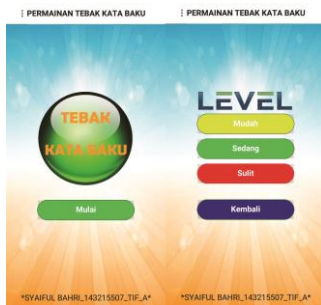 PERMAINAN TEBAK KATA BAKU
TEBAK
KATA BAKU
Mulai
*SYAIFUL BAHRI_143215507_TIF_A*
PERMAINAN TEBAK KATA BAKU
LEVEL
Mudah
Sedang
Sulit
Kembali
*SYAIFUL BAHRI_143215507_TIF_A*